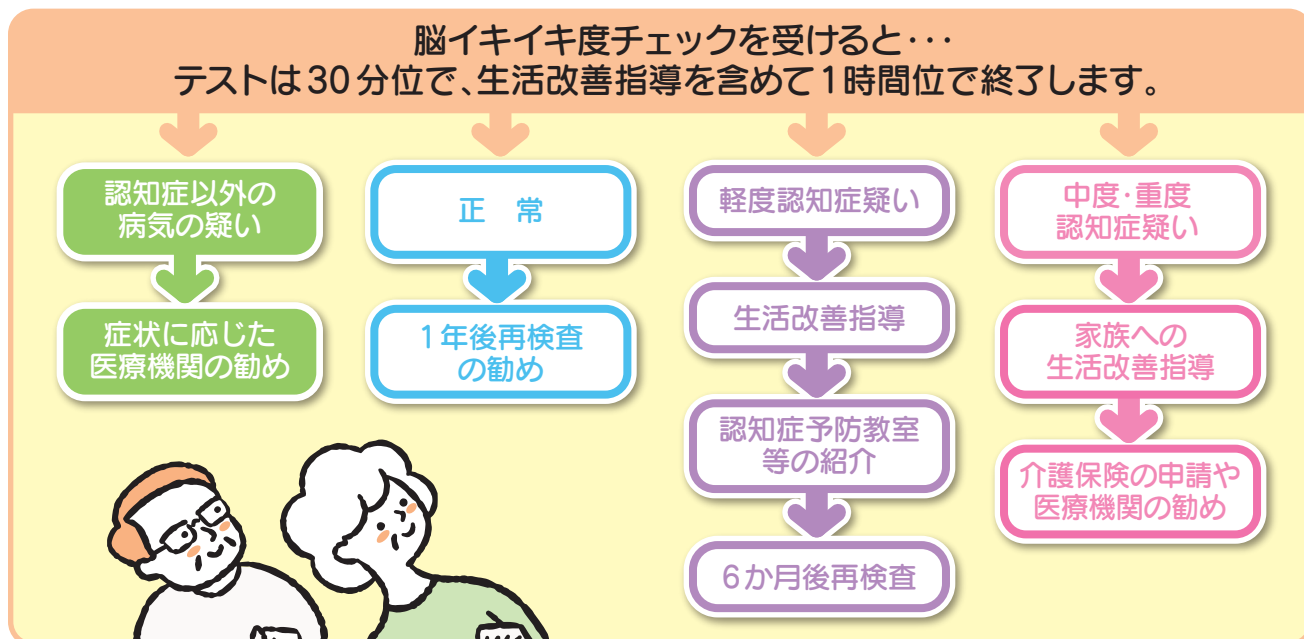 脳イキイキ度チェックを受けると・・・
テストは30分位で、生活改善指導を含めて1時間位で終了します。
認知症以外の
病気の疑い
症状に応じた
医療機関の勧め
正　常
1年後再検査
の勧め
軽度認知症疑い
生活改善指導
認知症予防教室
等の紹介
6か月後再検査
中度・重度
認知症疑い
家族への
生活改善指導
介護保険の申請や
医療機関の勧め